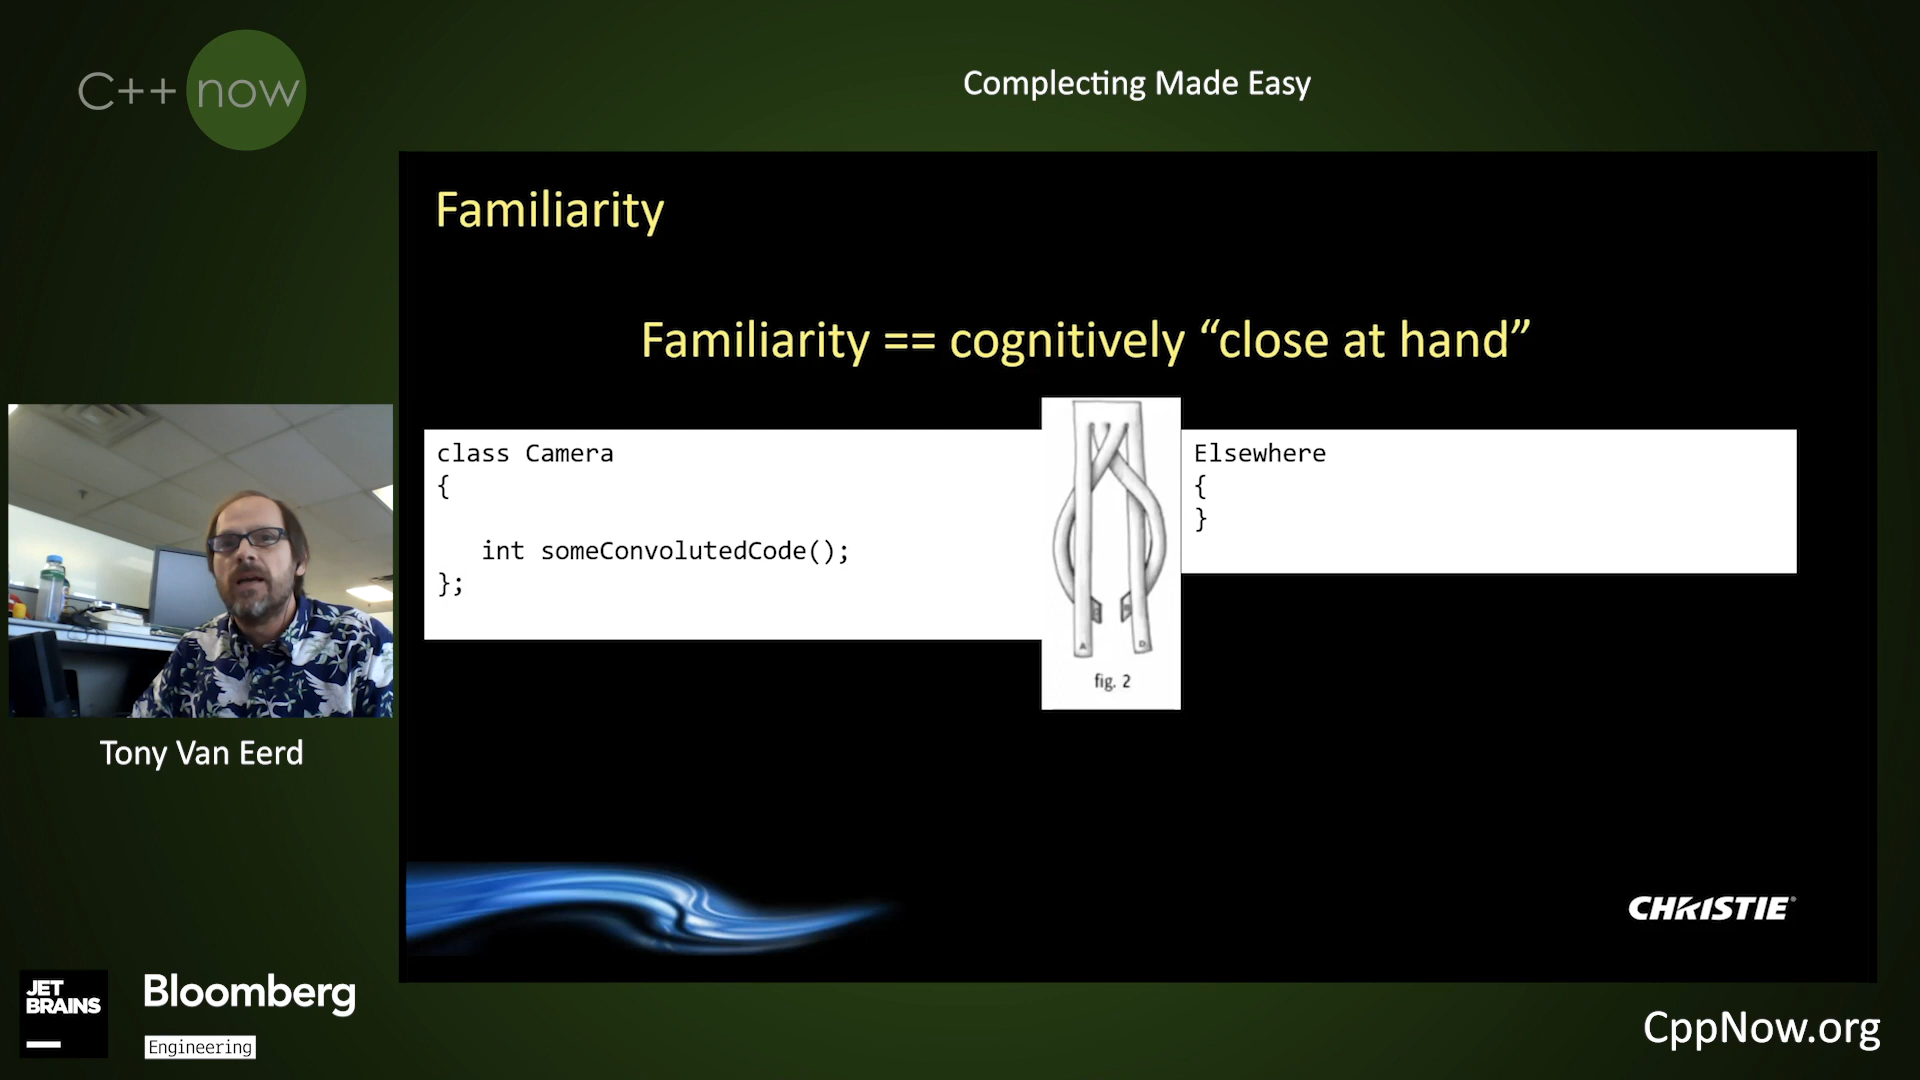 C++ now
Complecting Made Easy
Familiarity
Familiarity == cognitively “close at hand”
class Camera
{
int someConvolutedCode();
};
Elsewhere
{
}
A
D
fig. 2
Tony Van Eerd
CHRISTIE
JET
BRAINS
Bloomberg
Engineering
CppNow.org